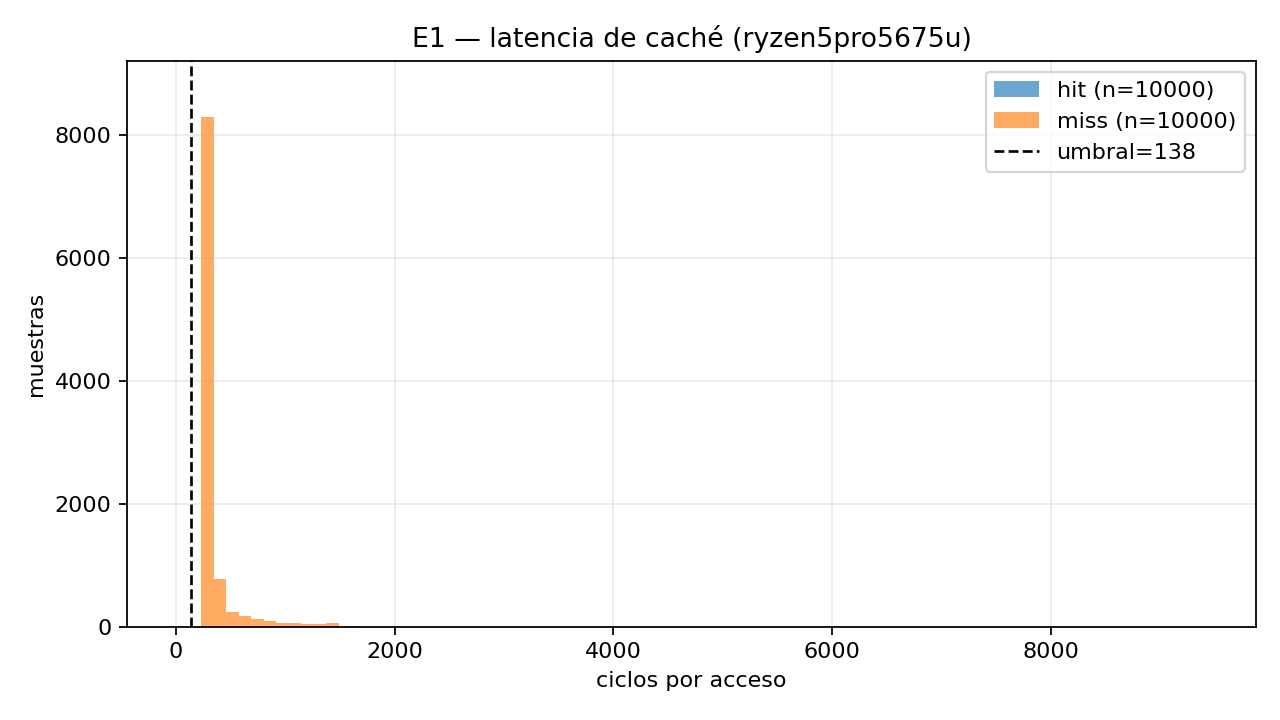 E1 — latencia de caché (ryzen5pro5675u)
hit (n=10000)
miss (n=10000)
umbral=138
muestras
8000
6000
4000
2000
0
0 2000 4000 6000 8000
ciclos por acceso